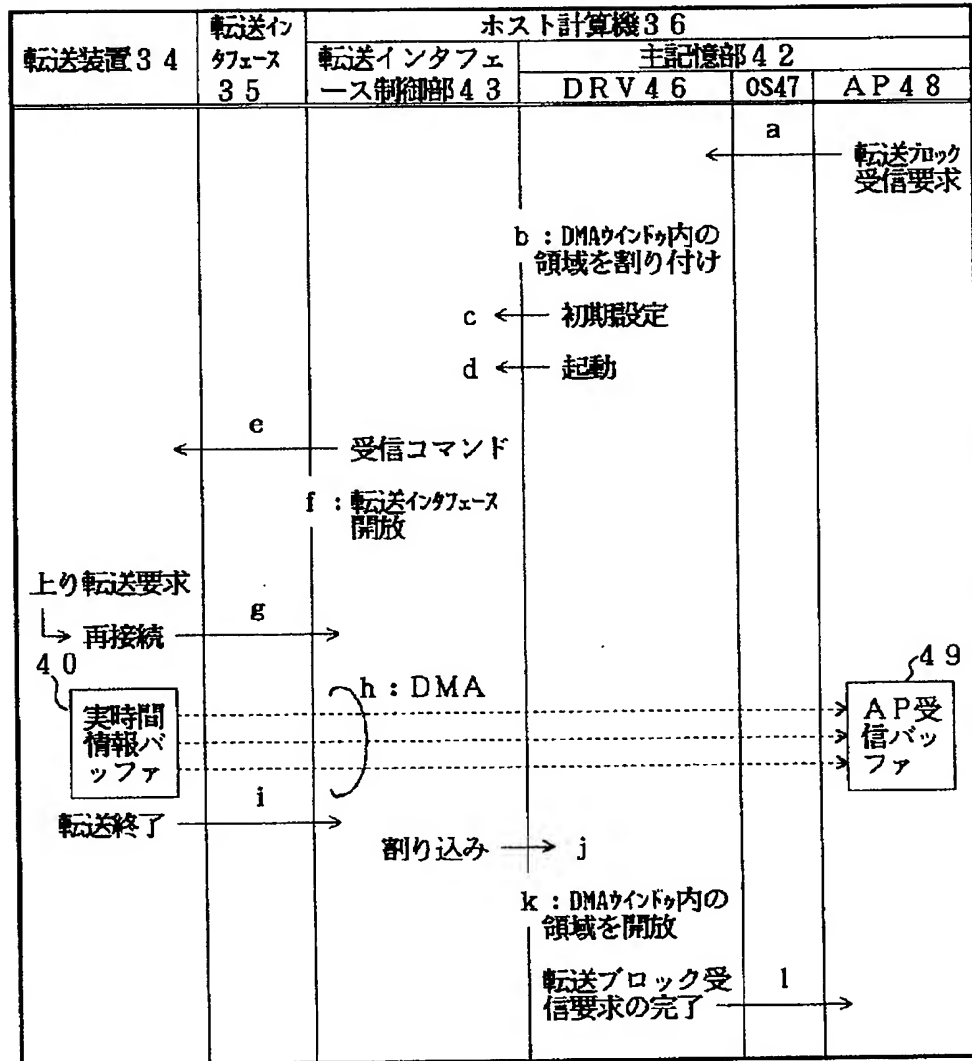 転送装置34
転送イン
タフェース
35
ホスト計算機36
転送インタフェ
ース制御部43
主記憶部42
DRV46
OS47
AP48
a
転送ブロック
受信要求
b:DMAウインドゥ内の
領域を割り付け
c
初期設定
d
起動
e
受信コマンド
f:転送インタフェース
開放
上り転送要求
再接続
g
40
実時間
情報バ
ッファ
h:DMA
49
AP受
信バッ
ファ
転送終了
i
割り込み
j
k:DMAウインドゥ内の
領域を開放
転送ブロック受
信要求の完了
l